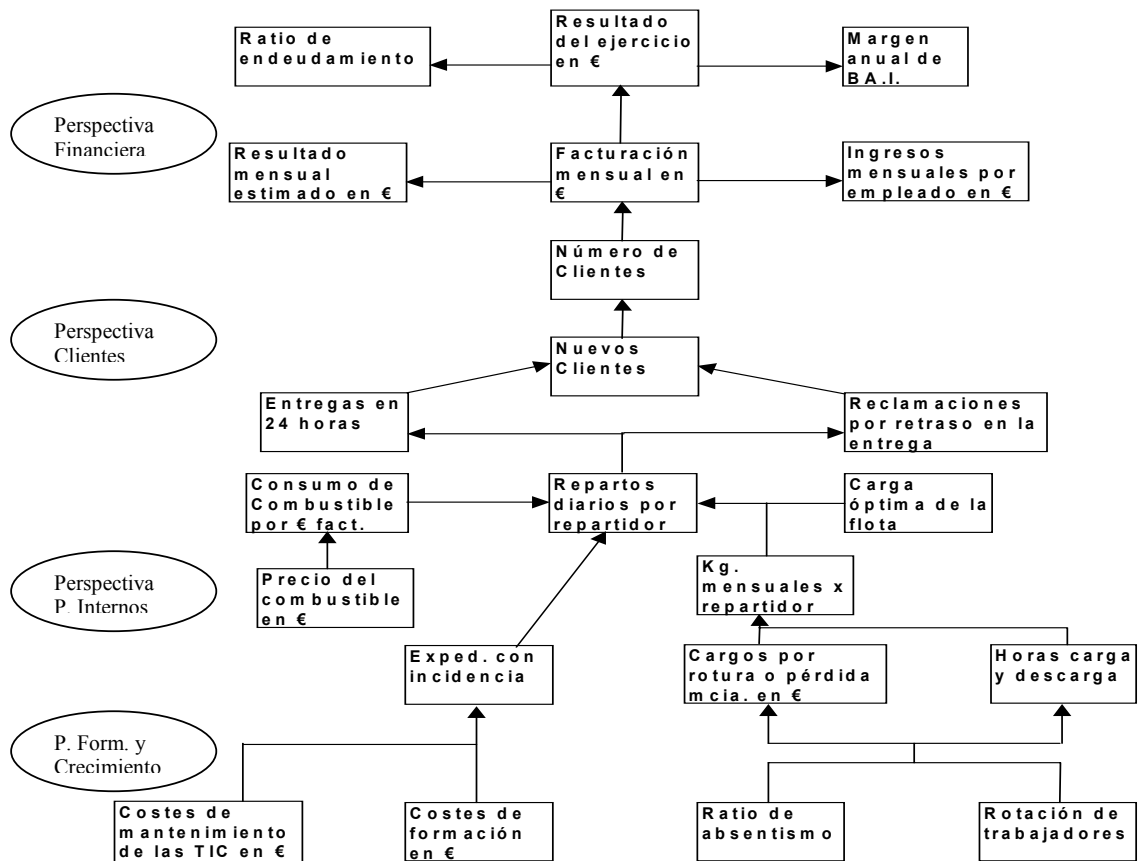 Ratio de
endeudamiento
Resultado
del ejercicio
en €
Margen
anual de
BA.I.
Perspectiva
Financiera
Resultado
mensual
estimado en €
Facturación
mensual en
€
Ingresos
mensuales por
empleado en €
Número de
Clientes
Perspectiva
Clientes
Nuevos
Clientes
Entregas en
24 horas
Reclamaciones
por retraso en la
entrega
Consumo de
Combustible
por € fact.
Repartos
diarios por
repartidor
Carga
óptima de la
flota
Perspectiva
P. Internos
Precio del
combustible
en €
Kg.
mensuales x
repartidor
Exped. con
incidencia
Cargos por
rotura o pérdida
mcia. en €
Horas carga
y descarga
P. Form. y
Crecimiento
Costes de
mantenimiento
de las TIC en €
Costes de
formación
en €
Ratio de
absentismo
Rotación de
trabajadores